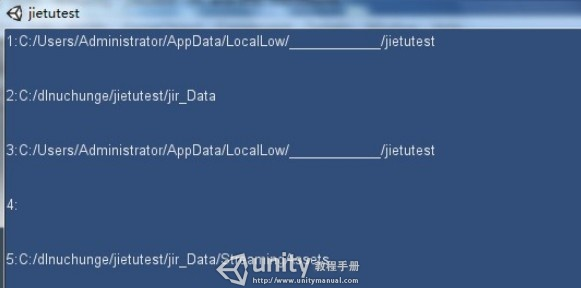 jietutest
1:C:/Users/Administrator/AppData/LocalLow/____________/jietutest
2:C:/dlnuchunge/jietutest/jir_Data
3:C:/Users/Administrator/AppData/LocalLow/____________/jietutest
4:
5:C:/dlnuchunge/jietutest/jir_Data/StreamingAssets
unity 教程手册
http://www.unitymanual.com